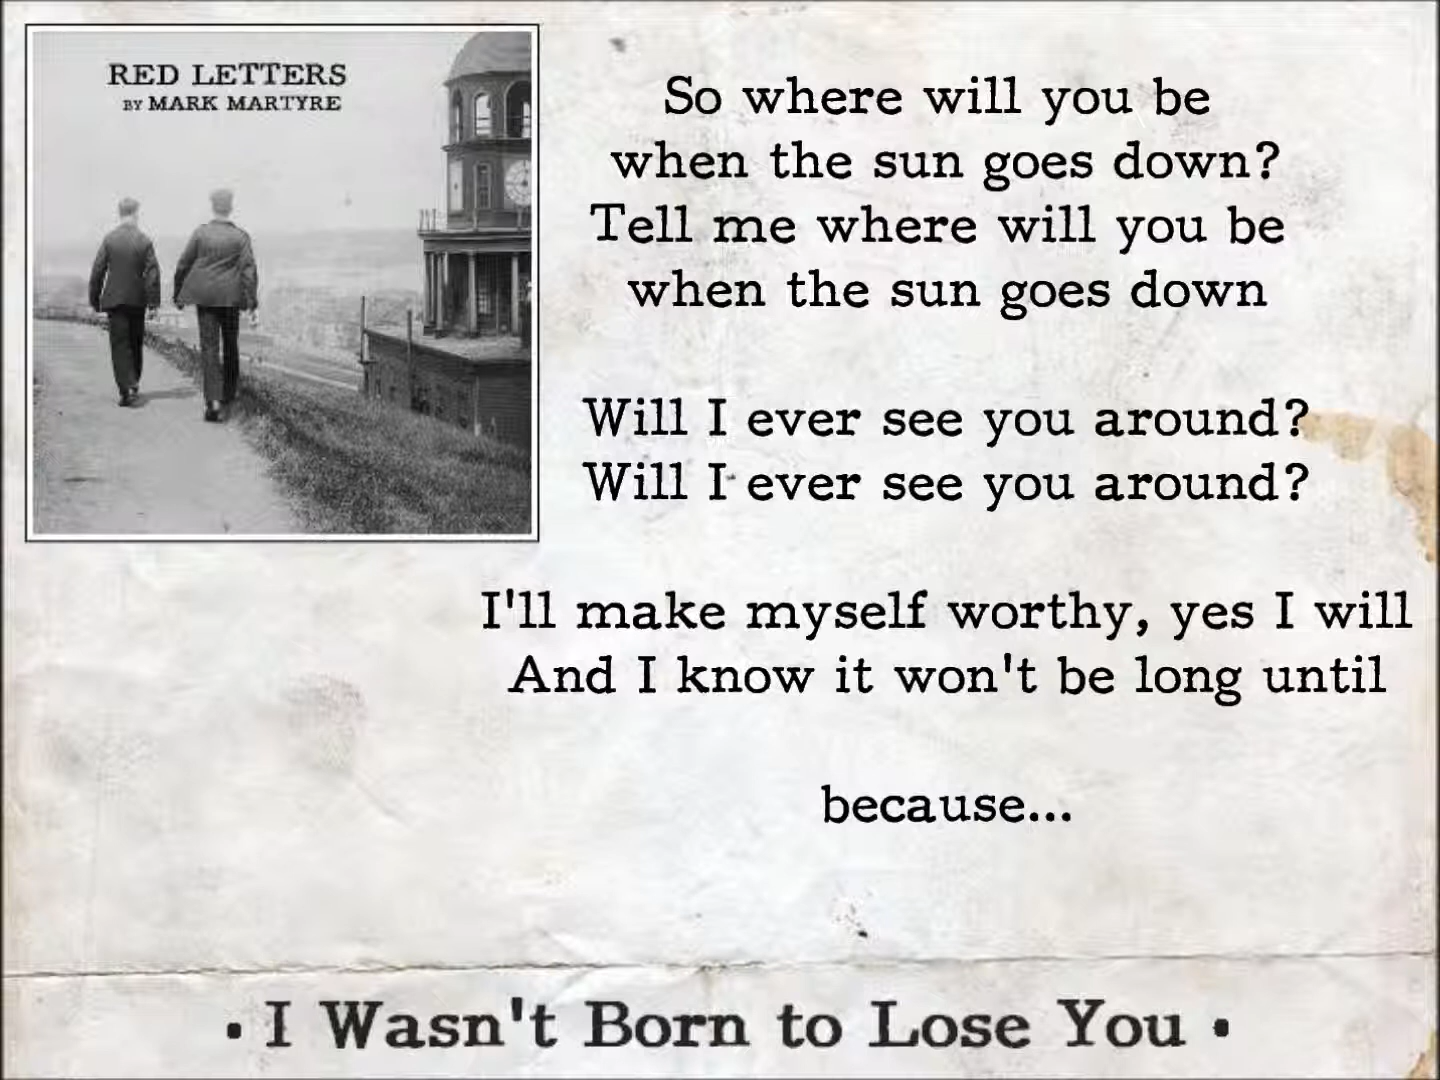 RED LETTERS
BY MARK MARTYRE
So where will you be
when the sun goes down?
Tell me where will you be
when the sun goes down
Will I ever see you around?
Will I ever see you around?
I'll make myself worthy, yes I will
And I know it won't be long until
because...
• I Wasn't Born to Lose You •